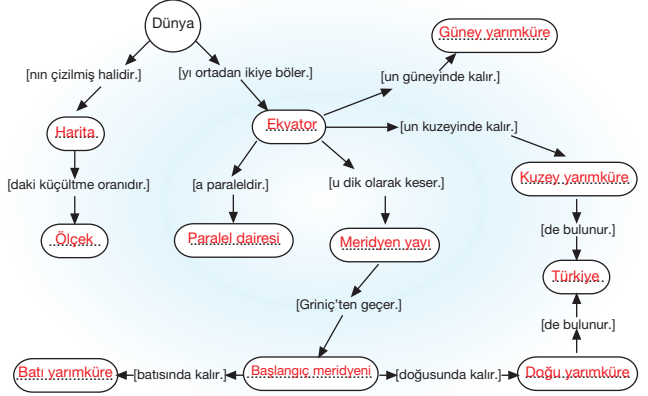 Dünya
Güney yarımküre
[nın çizilmiş halidir.]
[yı ortadan ikiye böler.]
[un güneyinde kalır.]
Harita
Ekvator
[un kuzeyinde kalır.]
[daki küçültme oranıdır.]
[a paraleldir.]
[u dik olarak keser.]
Kuzey yarımküre
Ölçek
Paralel dairesi
Meridyen yayı
[de bulunur.]
Türkiye
[Griniç’ten geçer.]
[de bulunur.]
Batı yarımküre
[batısında kalır.]
Başlangıç meridyeni
[doğusunda kalır.]
Doğu yarımküre